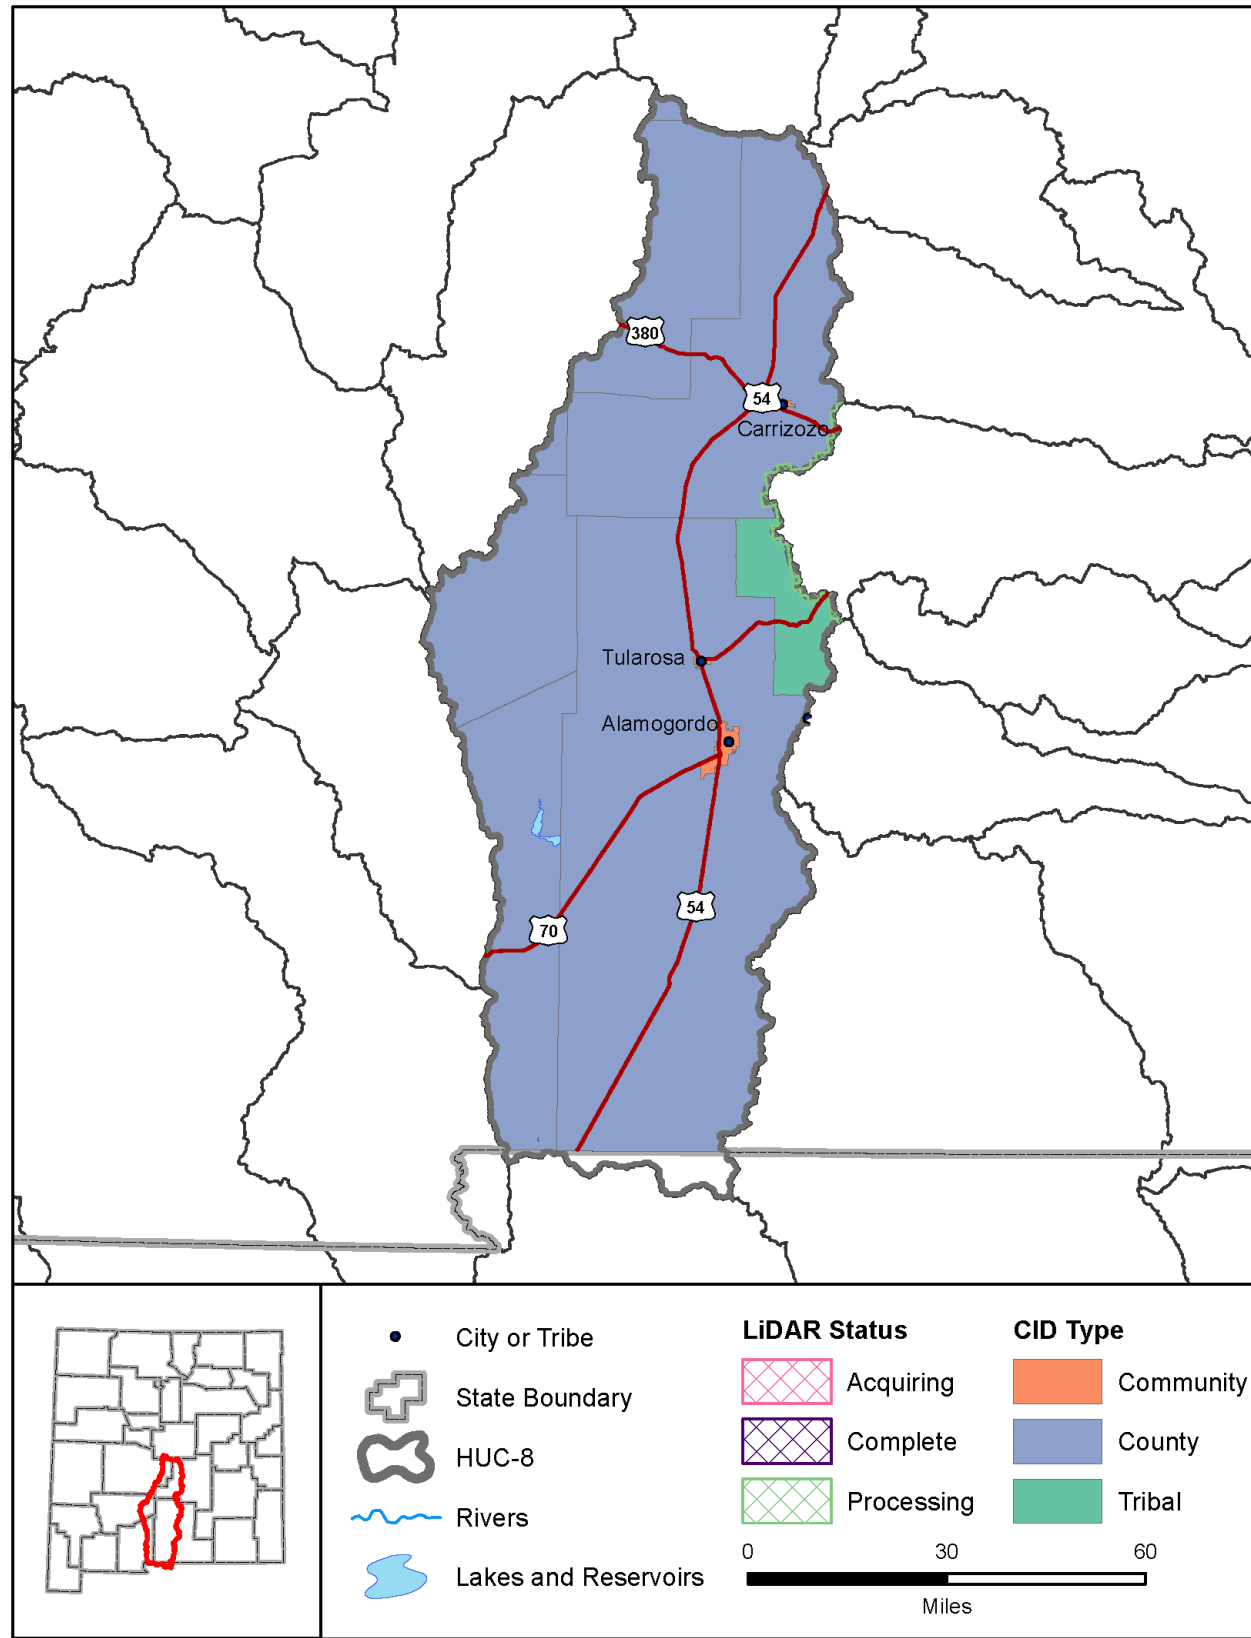 380
54
Carrizozo
Tularosa
Alamogordo
54
70
City or Tribe
State Boundary
HUC-8
Rivers
Lakes and Reservoirs
LiDAR Status
Acquiring
Complete
Processing
CID Type
Community
County
Tribal
0 30 60
Miles